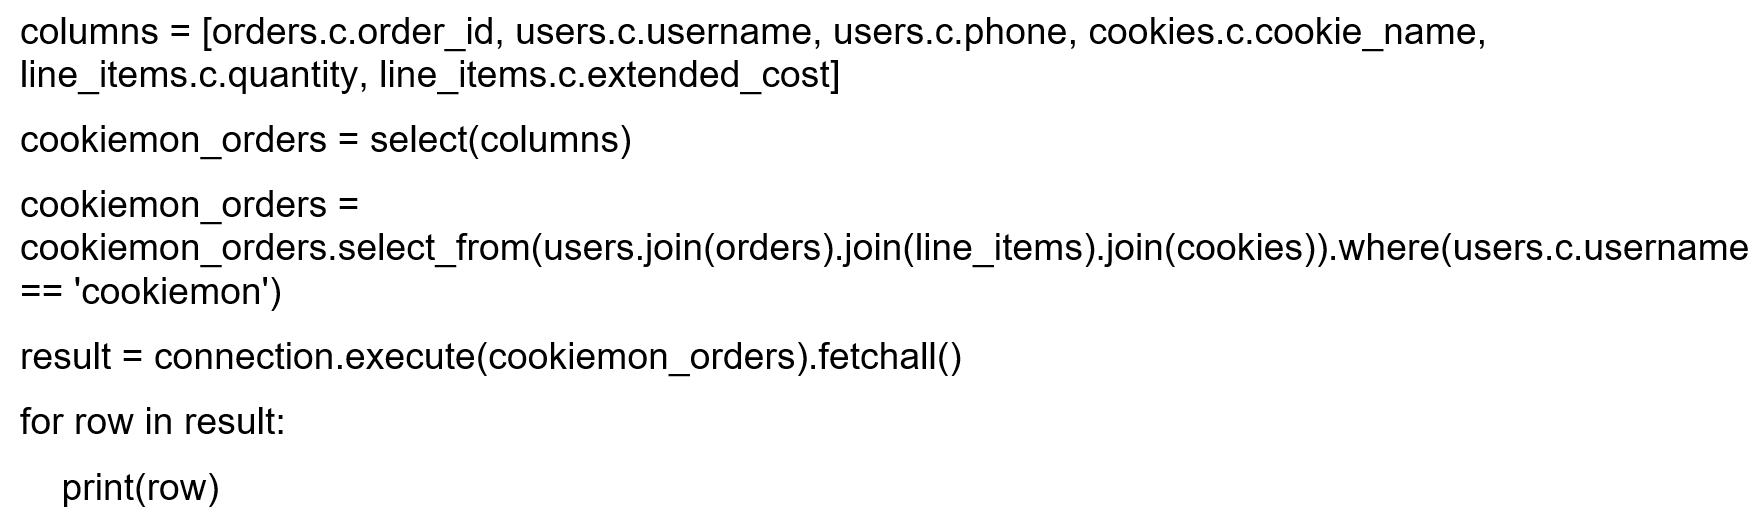 columns = [orders.c.order_id, users.c.username, users.c.phone, cookies.c.cookie_name,
line_items.c.quantity, line_items.c.extended_cost]
cookiemon_orders = select(columns)
cookiemon_orders =
cookiemon_orders.select_from(users.join(orders).join(line_items).join(cookies)).where(users.c.username
== 'cookiemon')
result = connection.execute(cookiemon_orders).fetchall()
for row in result:
    print(row)